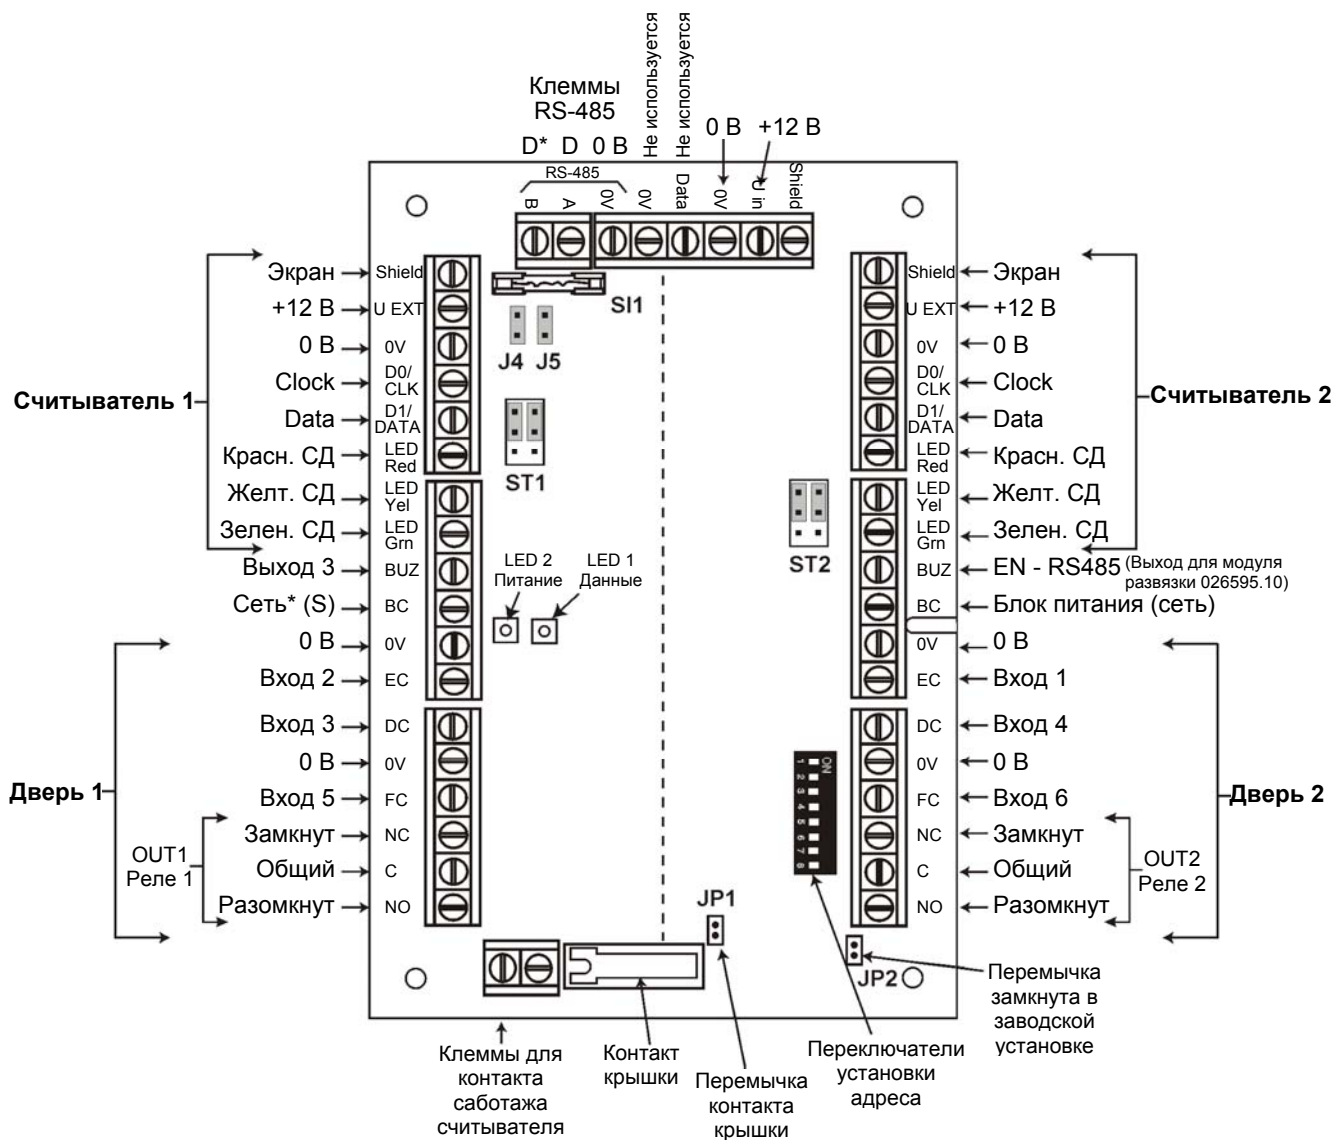 Клеммы
RS-485
D* D 0 В
Не используется
Не используется
0 В +12 В
RS-485
B A 0V 0V Data 0V U in Shield
Экран Shield
+12 В U EXT
0 В 0V
Clock D0/
CLK
Data D1/
DATA
Красн. СД LED
Red
Желт. СД LED
Yel
Зелен. СД LED
Grn
Выход 3 BUZ
Сеть* (S) BC
0 В 0V
Вход 2 EC
Вход 3 DC
0 В 0V
Вход 5 FC
Замкнут NC
Общий C
Разомкнут NO
Считыватель 1
Дверь 1
OUT1
Реле 1
SI1
J4 J5
ST1
LED 2
Питание
LED 1
Данные
ST2
ON
1
2
3
4
5
6
7
8
JP1
JP2
Shield Экран
U EXT +12 В
0V 0 В
D0/
CLK Clock
D1/
DATA Data
LED
Red Красн. СД
LED
Yel Желт. СД
LED
Grn Зелен. СД
BUZ EN - RS485 (Выход для модуля
развязки 026595.10)
BC Блок питания (сеть)
0V 0 В
EC Вход 1
DC Вход 4
0V 0 В
FC Вход 6
NC Замкнут
C Общий
NO Разомкнут
Считыватель 2
Дверь 2
OUT2
Реле 2
Клеммы для
контакта
саботажа
считывателя
Контакт
крышки
Перемычка
контакта
крышки
Переключатели
установки
адреса
Перемычка
замкнута в
заводской
установке